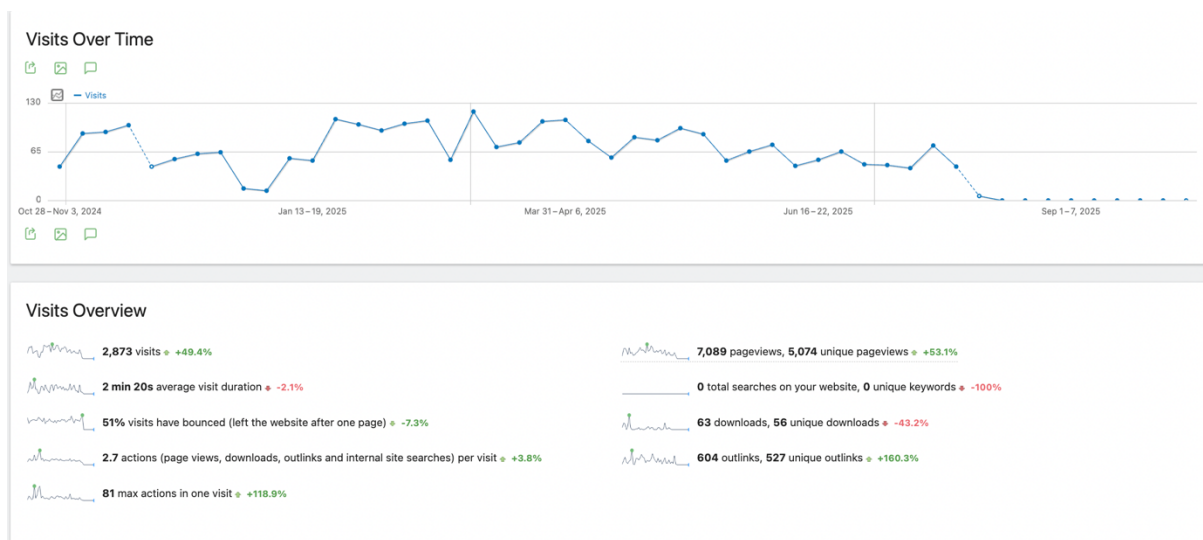 Visits Over Time
Visits
130
65
0
Oct 28–Nov 3, 2024
Jan 13–19, 2025
Mar 31–Apr 6, 2025
Jun 16–22, 2025
Sep 1–7, 2025
Visits Overview
2,873 visits +49.4%
2 min 20s average visit duration -2.1%
51% visits have bounced (left the website after one page) -7.3%
2.7 actions (page views, downloads, outlinks and internal site searches) per visit +3.8%
81 max actions in one visit +118.9%
7,089 pageviews, 5,074 unique pageviews +53.1%
0 total searches on your website, 0 unique keywords -100%
63 downloads, 56 unique downloads -43.2%
604 outlinks, 527 unique outlinks +160.3%